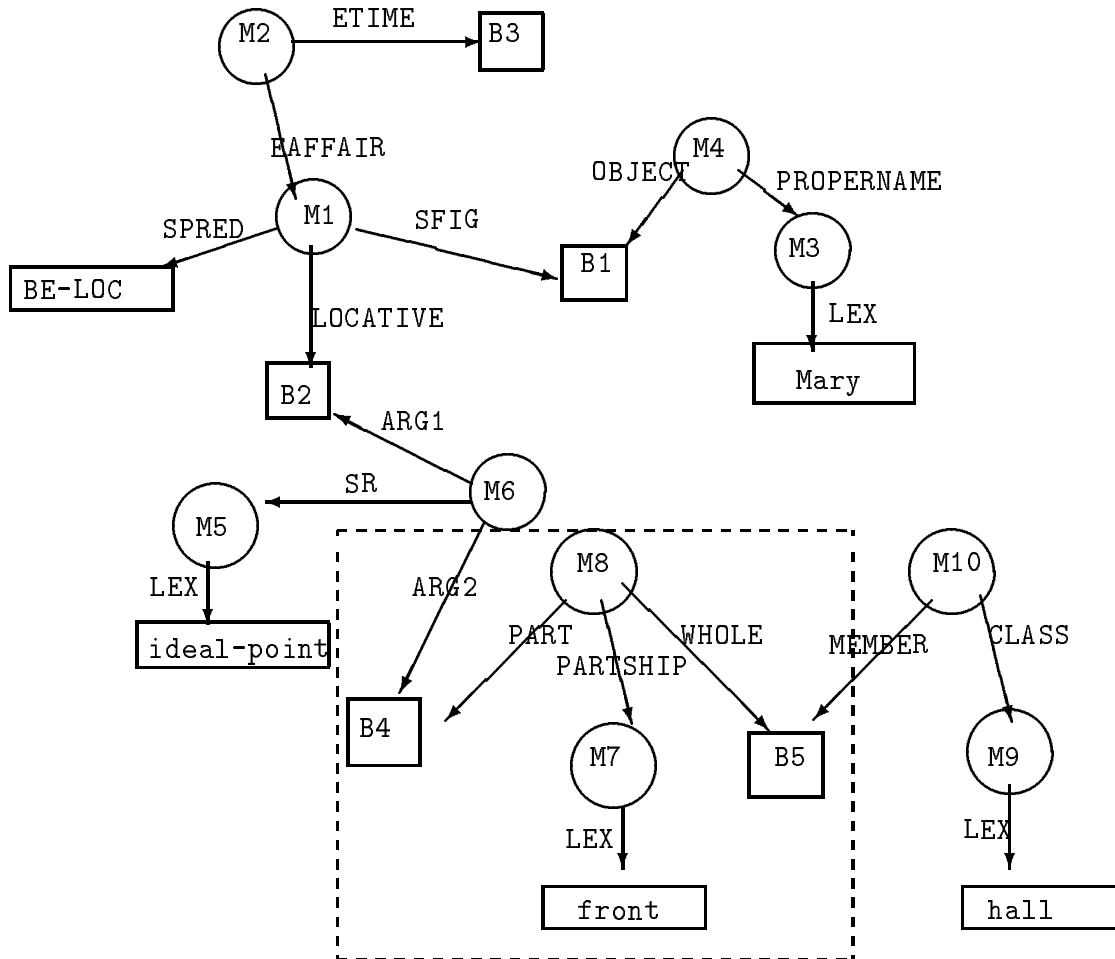 ETIME
M2
B3
EAFFAIR
M4
OBJECT
PROPERNAME
M1
SPRED
SFIG
M3
B1
BE-LOC
LOCATIVE
LEX
Mary
B2
ARG1
SR
M6
M5
M8
M10
LEX
ARG2
PART
WHOLE
MEMBER
CLASS
ideal-point
PARTSHIP
B4
M7
B5
M9
LEX
LEX
front
hall